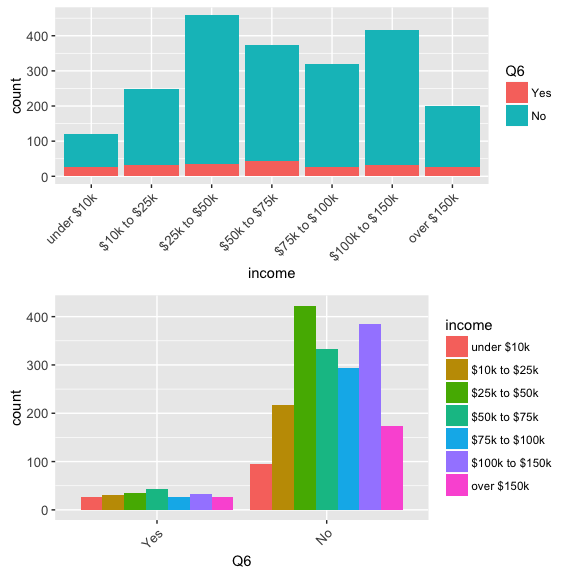 400
300
200
100
0
count
under $10k
$10k to $25k
$25k to $50k
$50k to $75k
$75k to $100k
$100k to $150k
over $150k
income
Q6
Yes
No
400
300
200
100
0
count
Yes
No
Q6
income
under $10k
$10k to $25k
$25k to $50k
$50k to $75k
$75k to $100k
$100k to $150k
over $150k